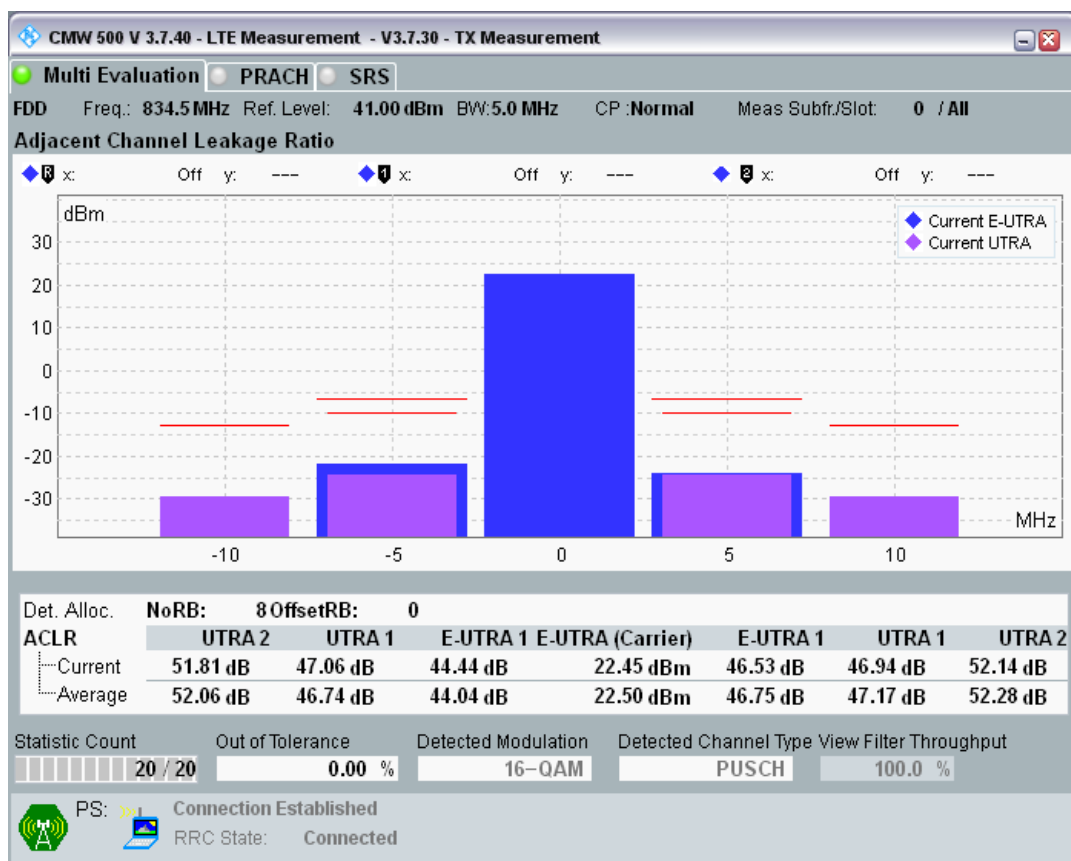 CMW 500 V 3.7.40 - LTE Measurement - V3.7.30 - TX Measurement
Multi Evaluation PRACH SRS
FDD Freq.: 834.5 MHz Ref. Level: 41.00 dBm BW: 5.0 MHz CP : Normal Meas Subfr./Slot: 0 / All
Adjacent Channel Leakage Ratio
R x: Off y: --- 1 x: Off y: --- 2 x: Off y: ---
dBm
Current E-UTRA
Current UTRA
30
20
10
0
-10
-20
-30
MHz
-10 -5 0 5 10
Det. Alloc. NoRB: 8 OffsetRB: 0
ACLR UTRA 2 UTRA 1 E-UTRA 1 E-UTRA (Carrier) E-UTRA 1 UTRA 1 UTRA 2
Current 51.81 dB 47.06 dB 44.44 dB 22.45 dBm 46.53 dB 46.94 dB 52.14 dB
Average 52.06 dB 46.74 dB 44.04 dB 22.50 dBm 46.75 dB 47.17 dB 52.28 dB
Statistic Count Out of Tolerance Detected Modulation Detected Channel Type View Filter Throughput
20 / 20 0.00 % 16-QAM PUSCH 100.0 %
PS: Connection Established
RRC State: Connected